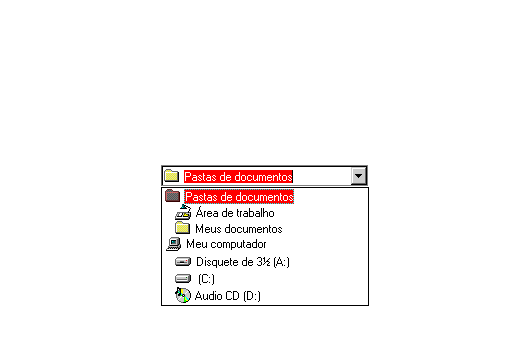 Pastas de documentos
Pastas de documentos
Área de trabalho
Meus documentos
Meu computador
Disquete de 3½ (A:)
(C:)
Audio CD (D:)